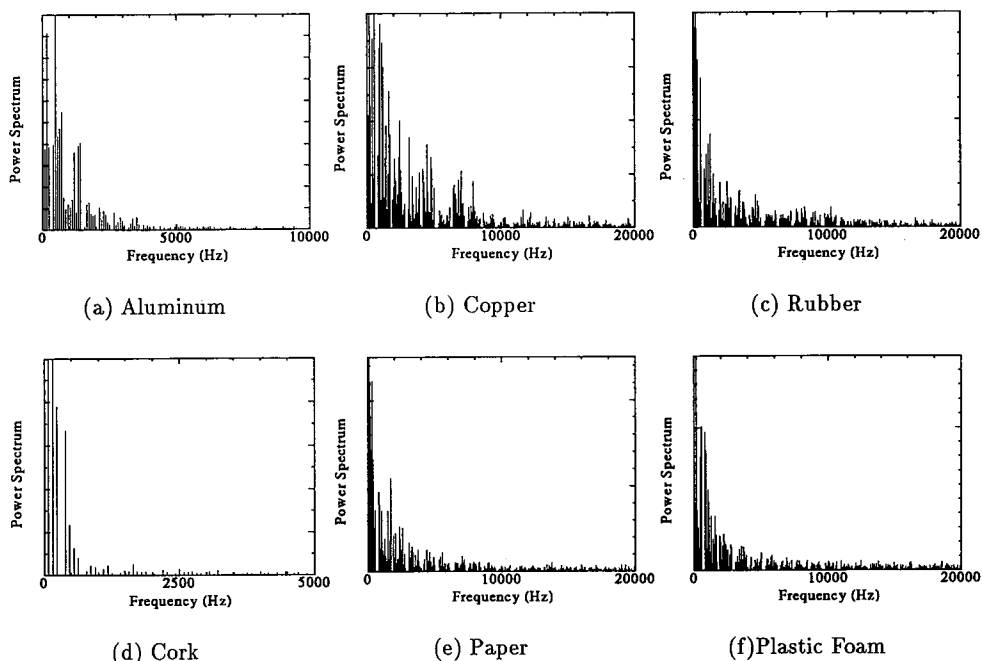 Power Spectrum
0 5000 10000
Frequency (Hz)
(a) Aluminum
Power Spectrum
0 10000 20000
Frequency (Hz)
(b) Copper
Power Spectrum
0 10000 20000
Frequency (Hz)
(c) Rubber
Power Spectrum
0 2500 5000
Frequency (Hz)
(d) Cork
Power Spectrum
0 10000 20000
Frequency (Hz)
(e) Paper
Power Spectrum
0 10000 20000
Frequency (Hz)
(f)Plastic Foam